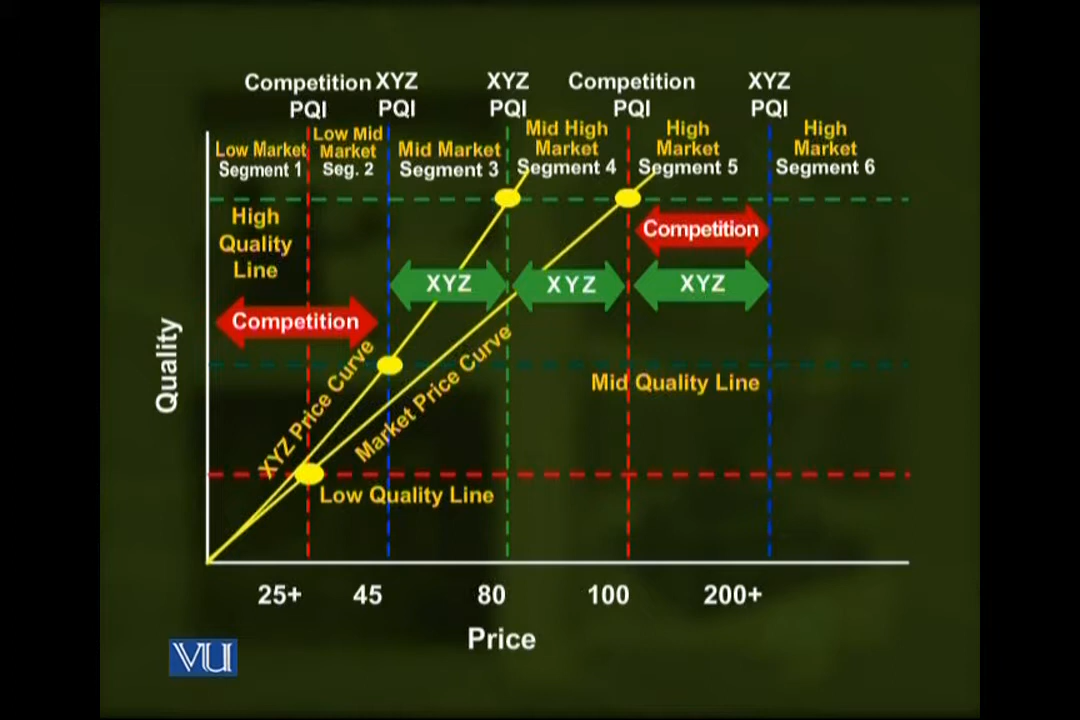 Competition XYZ XYZ Competition XYZ
PQI PQI PQI PQI PQI
Low Market
Segment 1
Low Mid
Market
Seg. 2
Mid Market
Segment 3
Mid High
Market
Segment 4
High
Market
Segment 5
High
Market
Segment 6
High
Quality
Line
Competition
XYZ
XYZ
XYZ
Competition
Quality
XYZ Price Curve
Market Price Curve
Mid Quality Line
Low Quality Line
25+ 45 80 100 200+
Price
VU